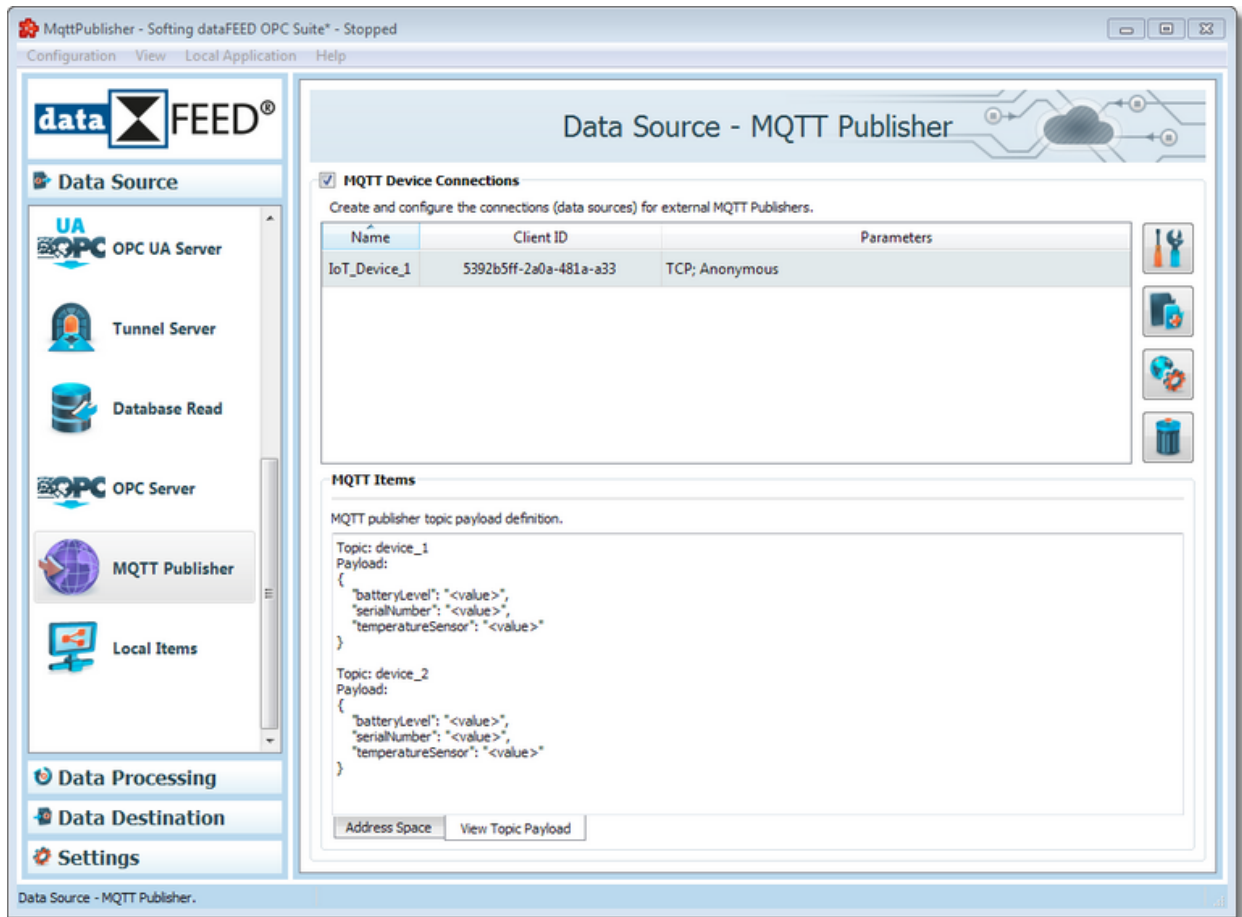 MqttPublisher - Softing dataFEED OPC Suite* - Stopped
Configuration View Local Application Help
data FEED®
Data Source - MQTT Publisher
Data Source
UA
OPC OPC UA Server
Tunnel Server
Database Read
OPC OPC Server
MQTT Publisher
Local Items
Data Processing
Data Destination
Settings
MQTT Device Connections
Create and configure the connections (data sources) for external MQTT Publishers.
Name Client ID Parameters
IoT_Device_1 5392b5ff-2a0a-481a-a33 TCP; Anonymous
MQTT Items
MQTT publisher topic payload definition.
Topic: device_1
Payload:
{
"batteryLevel": "<value>",
"serialNumber": "<value>",
"temperatureSensor": "<value>"
}
Topic: device_2
Payload:
{
"batteryLevel": "<value>",
"serialNumber": "<value>",
"temperatureSensor": "<value>"
}
Address Space View Topic Payload
Data Source - MQTT Publisher.